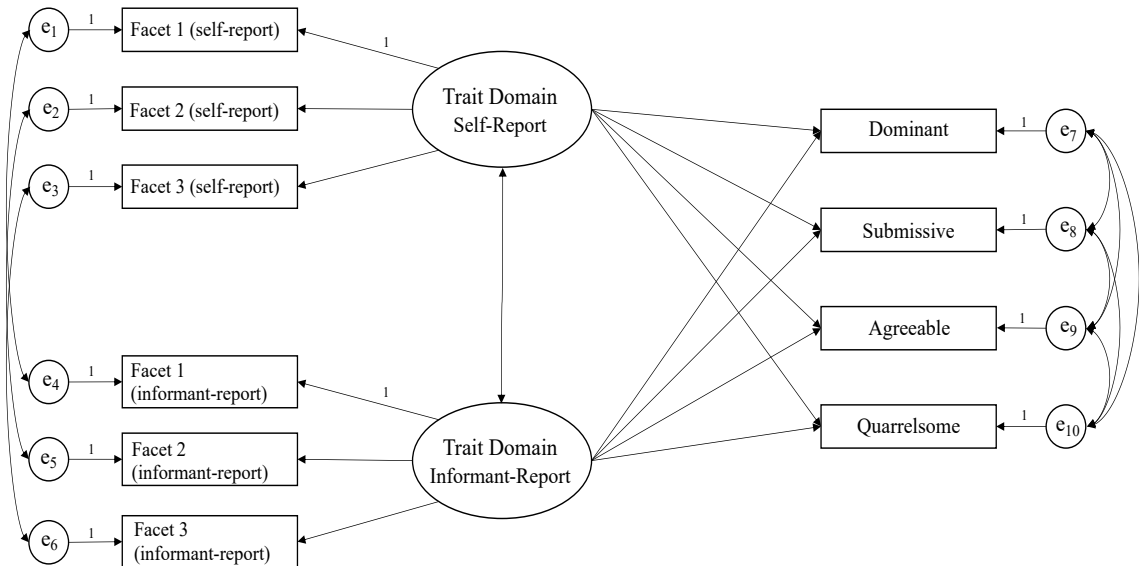 e1
1
Facet 1 (self-report)
1
e2
1
Facet 2 (self-report)
e3
1
Facet 3 (self-report)
Trait Domain
Self-Report
e4
1
Facet 1
(informant-report)
1
e5
1
Facet 2
(informant-report)
e6
1
Facet 3
(informant-report)
Trait Domain
Informant-Report
Dominant
1
e7
Submissive
1
e8
Agreeable
1
e9
Quarrelsome
1
e10